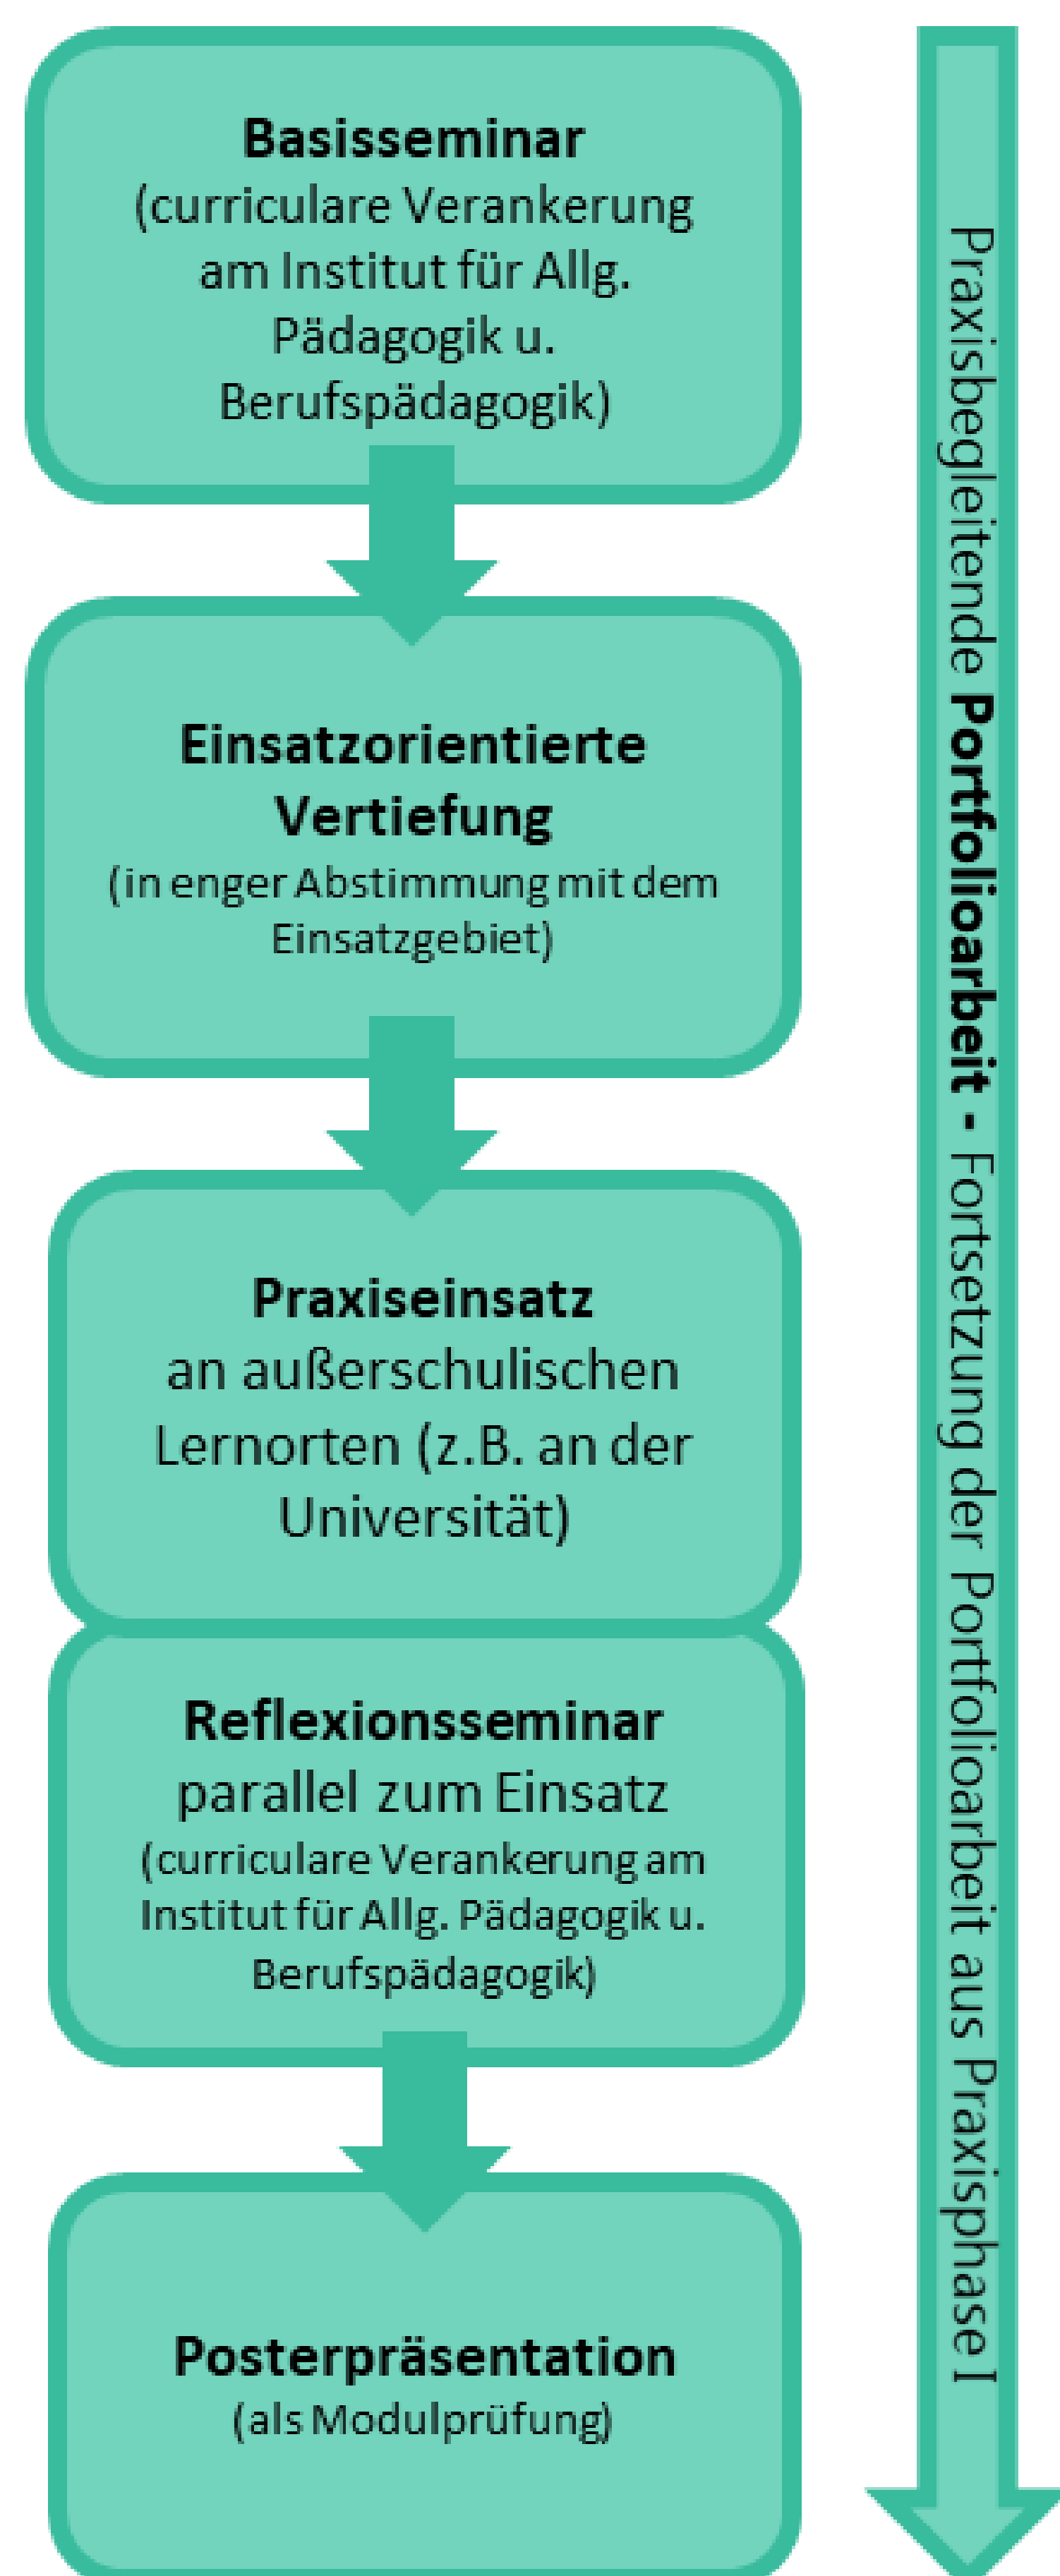 Basisseminar
(curriculare Verankerung
am Institut für Allg.
Pädagogik u.
Berufspädagogik)
Einsatzorientierte
Vertiefung
(in enger Abstimmung mit dem
Einsatzgebiet)
Praxiseinsatz
an außerschulischen
Lernorten (z.B. an der
Universität)
Reflexionsseminar
parallel zum Einsatz
(curriculare Verankerung am
Institut für Allg. Pädagogik u.
Berufspädagogik)
Posterpräsentation
(als Modulprüfung)
Praxisbegleitende Portfolioarbeit - Fortsetzung der Portfolioarbeit aus Praxisphase I